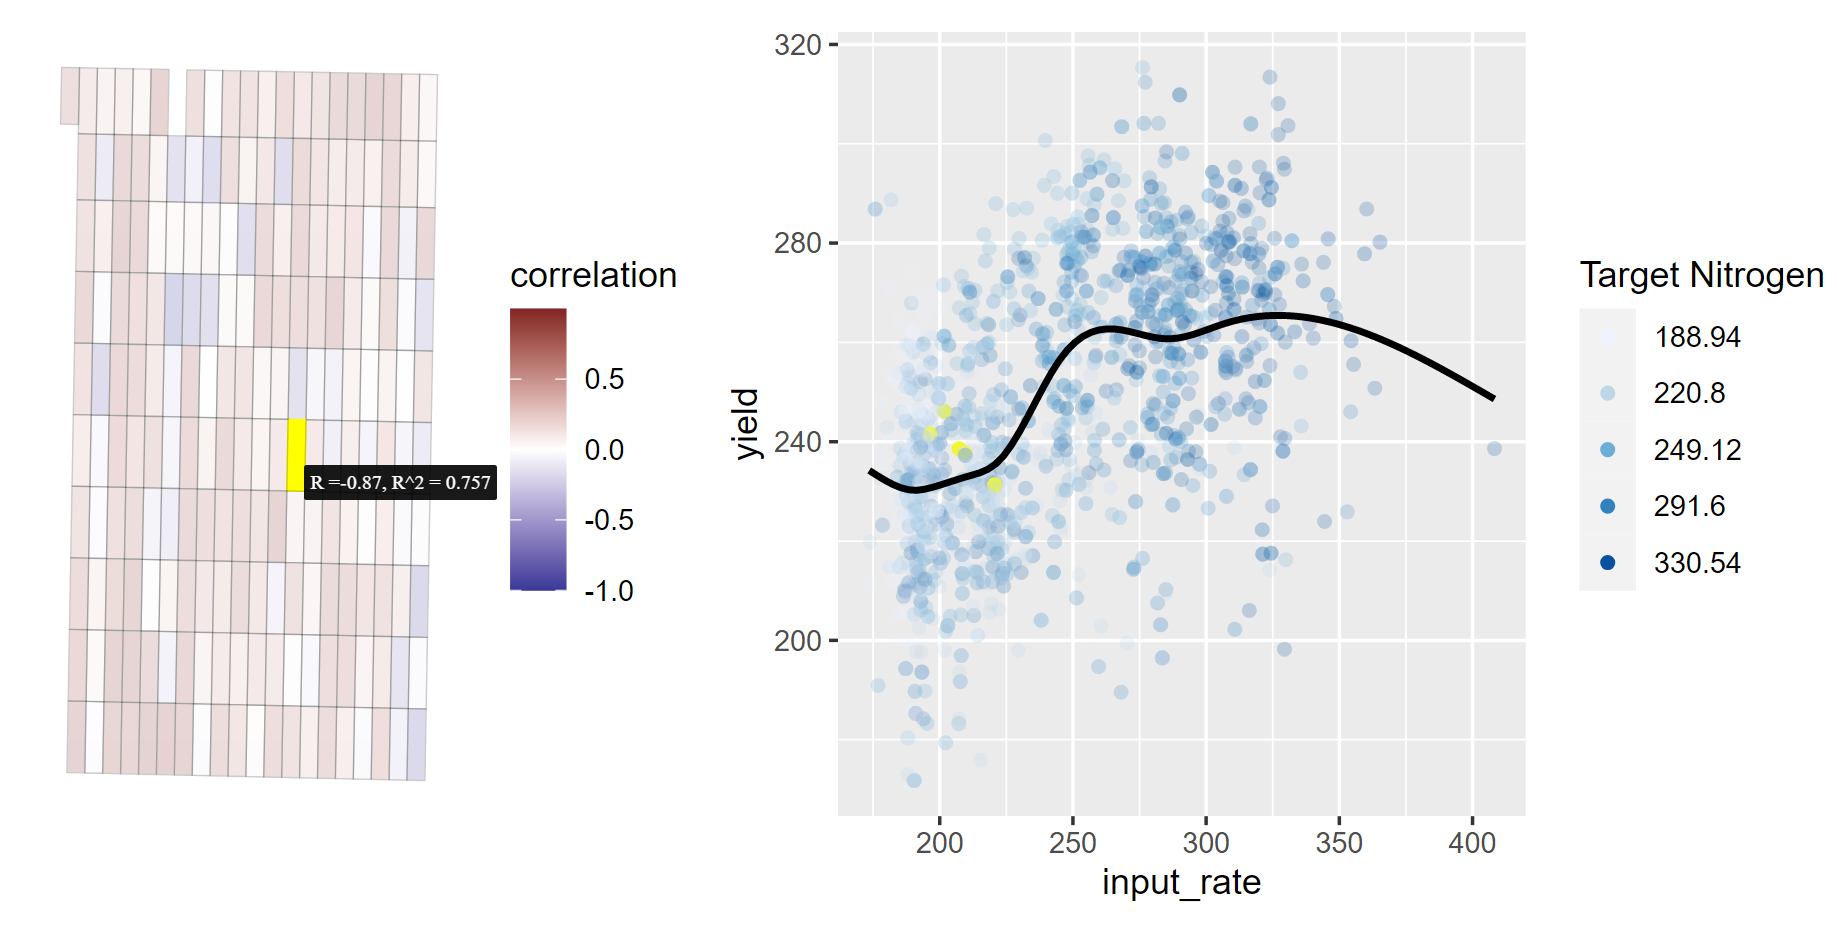 correlation
0.5
0.0
-0.5
-1.0
R =-0.87, R^2 = 0.757
320
280
240
200
yield
200 250 300 350 400
input_rate
Target Nitrogen
188.94
220.8
249.12
291.6
330.54